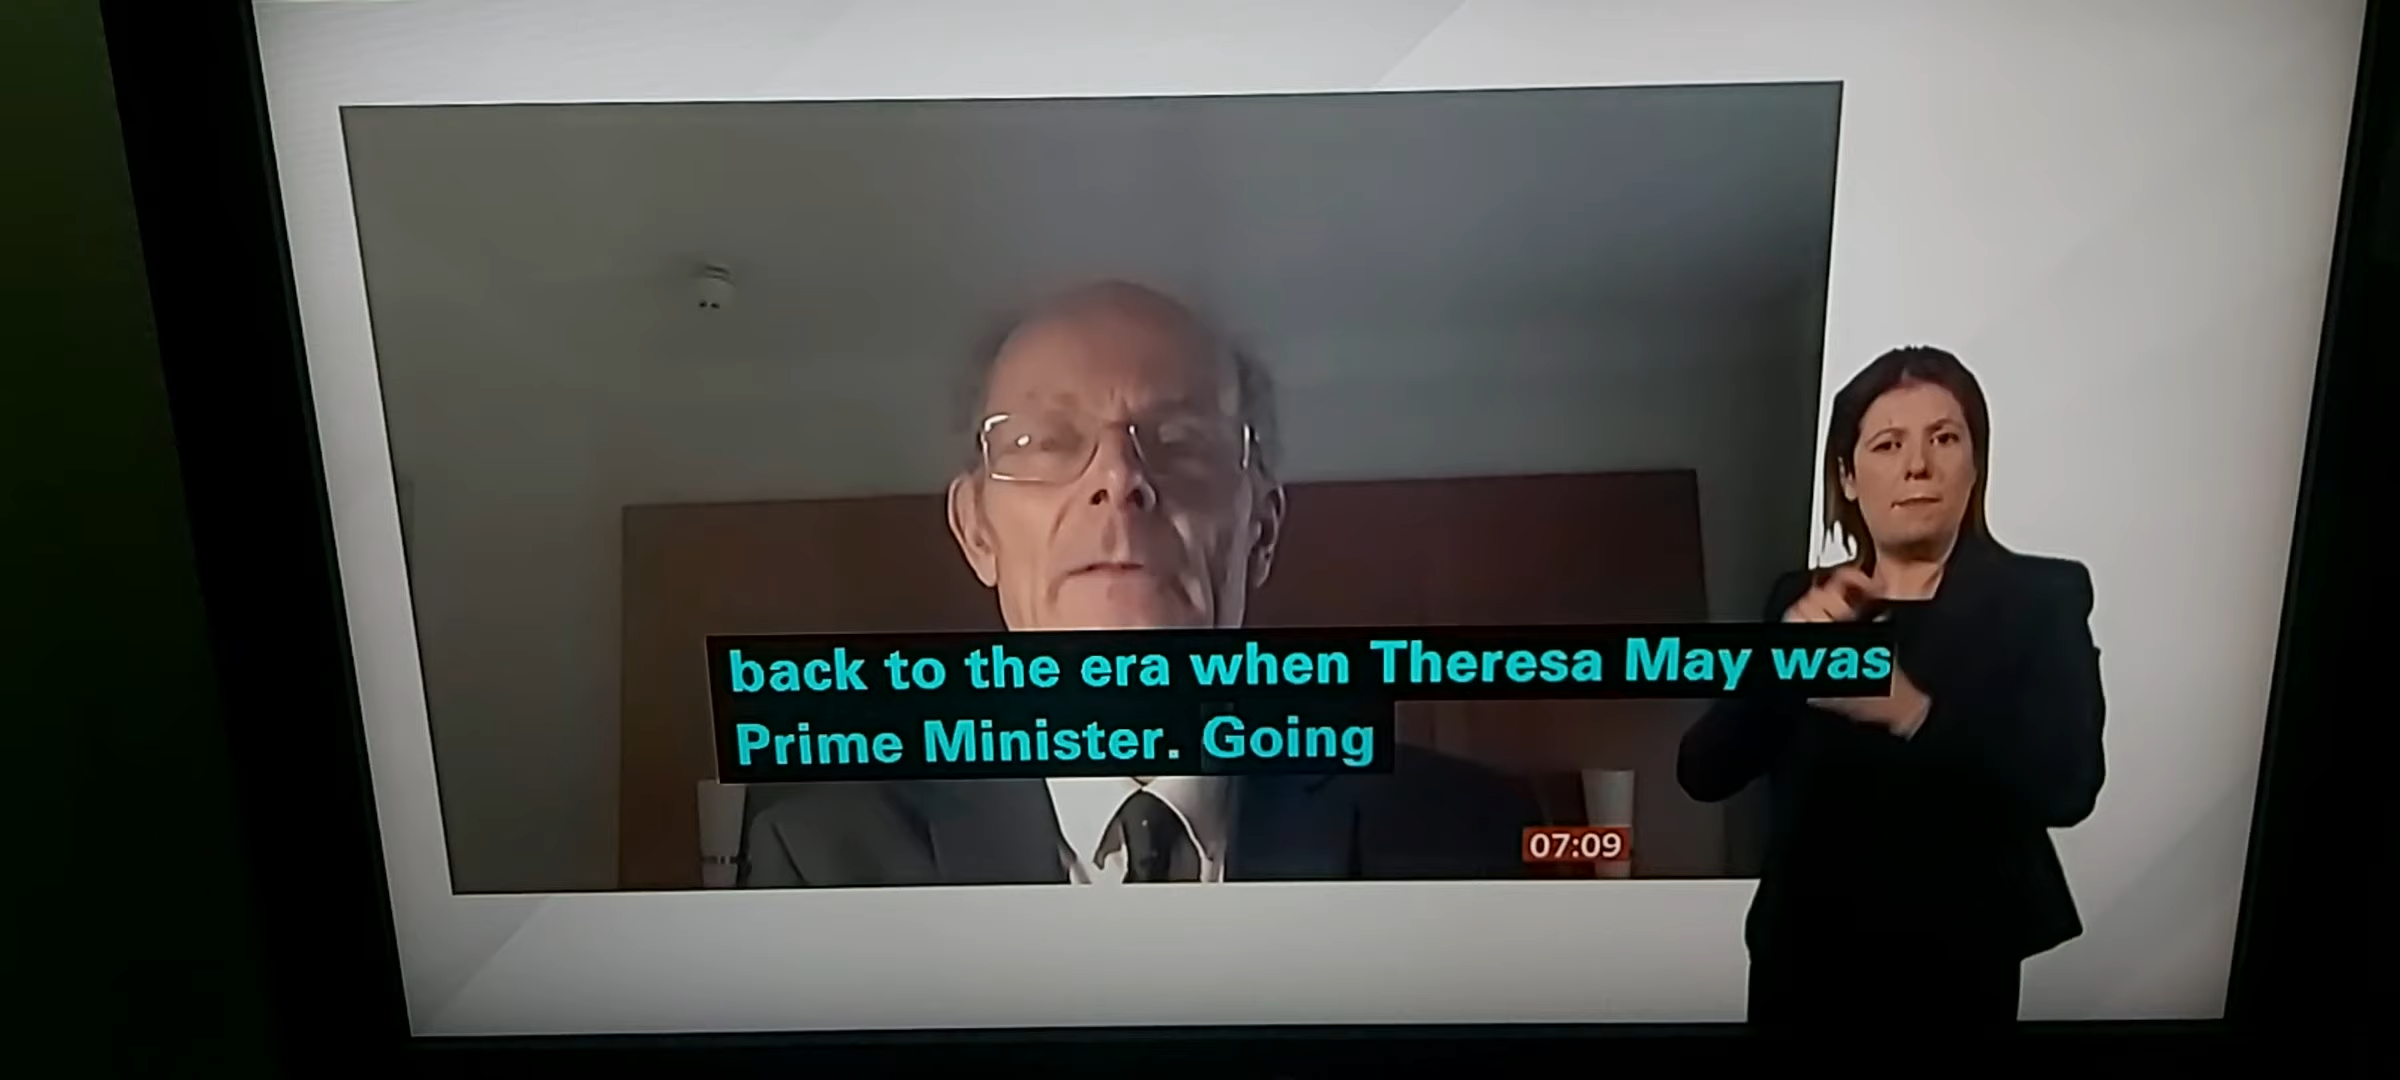 back to the era when Theresa May was
Prime Minister. Going
07:09